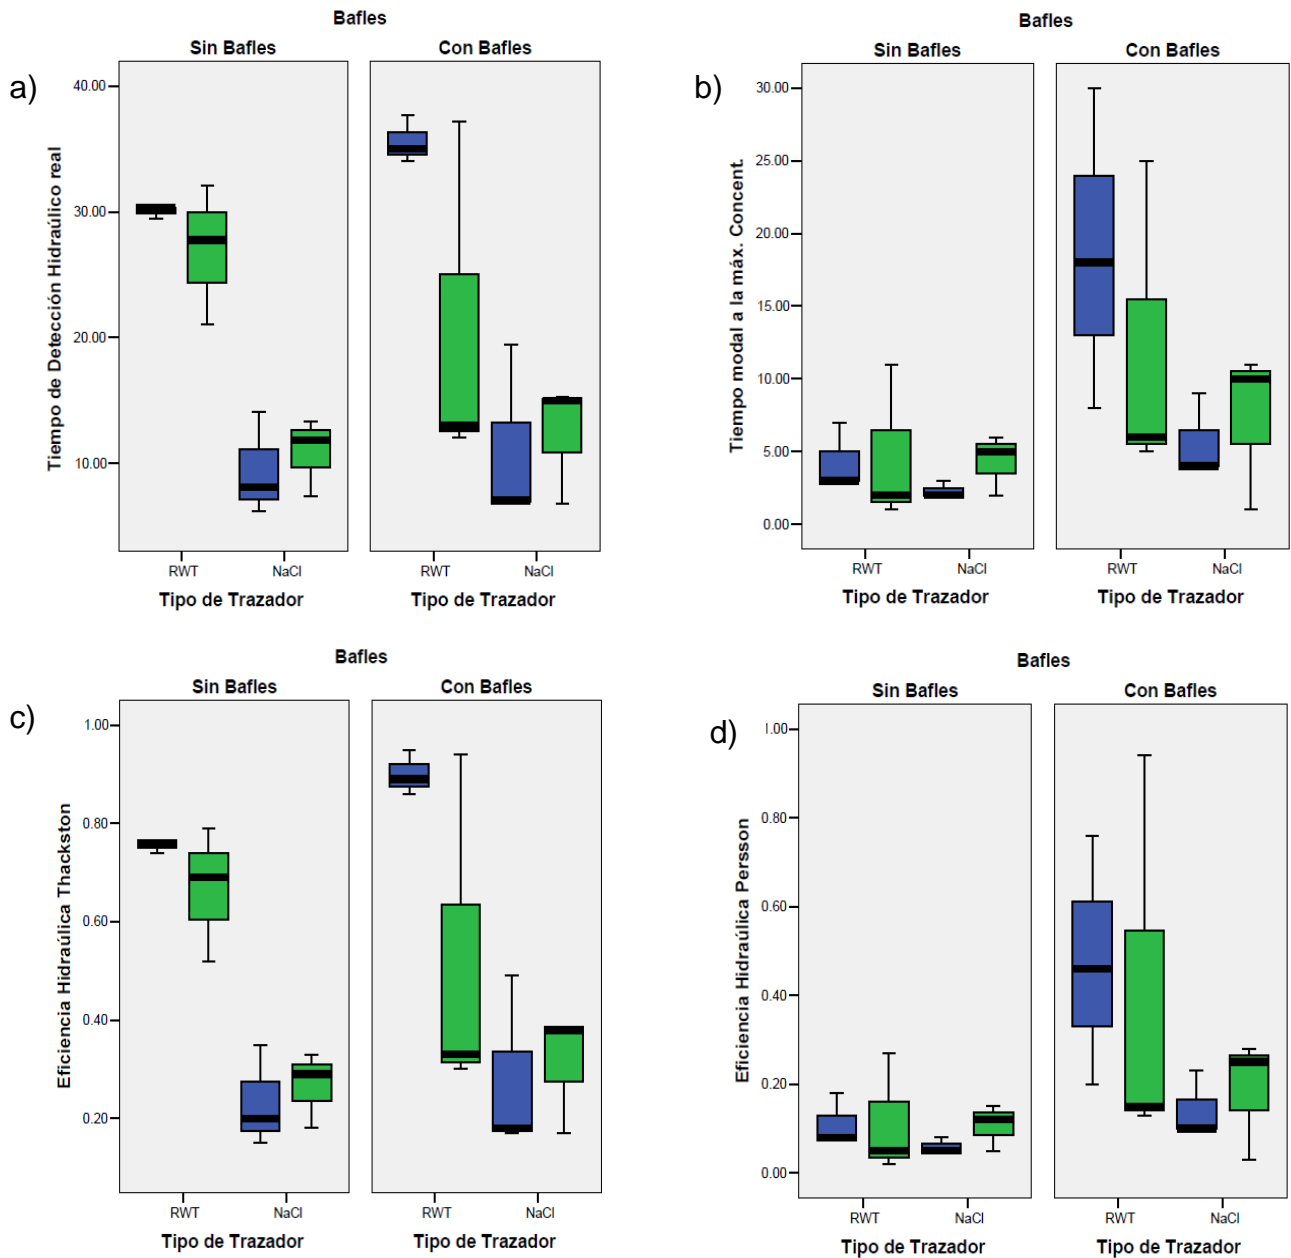 a)
Bafles
Sin Bafles
Con Bafles
Tiempo de Detección Hidraúlico real
40.00
30.00
20.00
10.00
RWT
NaCl
RWT
NaCl
Tipo de Trazador
Tipo de Trazador
b)
Bafles
Sin Bafles
Con Bafles
Tiempo modal a la máx. Concent.
30.00
25.00
20.00
15.00
10.00
5.00
0.00
RWT
NaCl
RWT
NaCl
Tipo de Trazador
Tipo de Trazador
c)
Bafles
Sin Bafles
Con Bafles
Eficiencia Hidraúlica Thackston
1.00
0.80
0.60
0.40
0.20
RWT
NaCl
RWT
NaCl
Tipo de Trazador
Tipo de Trazador
d)
Bafles
Sin Bafles
Con Bafles
Eficiencia Hidraúlica Persson
1.00
0.80
0.60
0.40
0.20
0.00
RWT
NaCl
RWT
NaCl
Tipo de Trazador
Tipo de Trazador